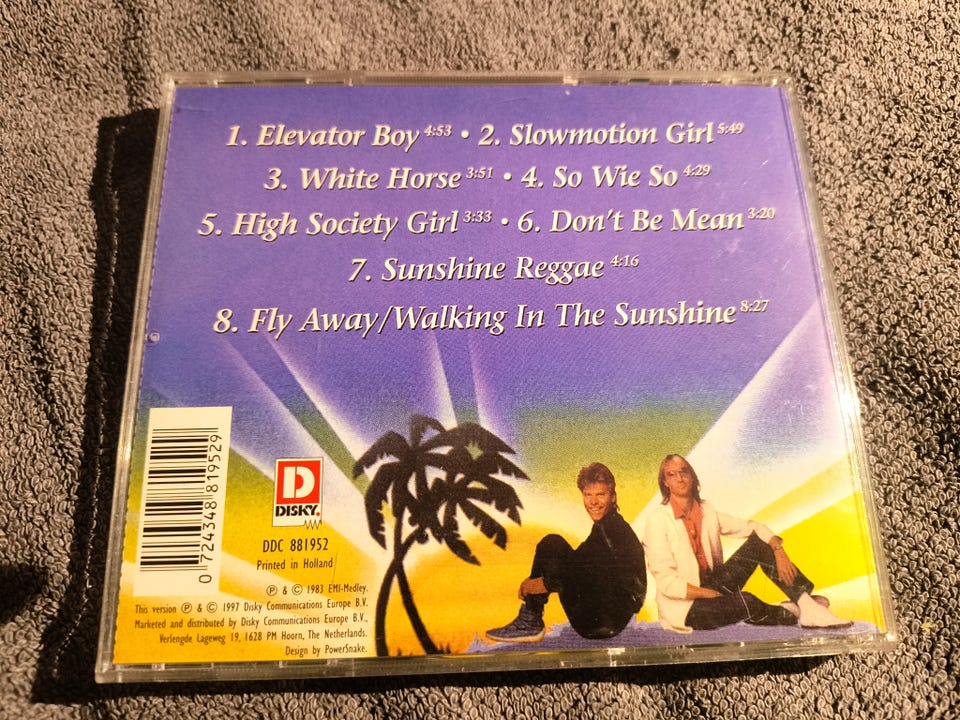 1. Elevator Boy 4:53 • 2. Slowmotion Girl 5:49
3. White Horse 3:51 • 4. So Wie So 4:29
5. High Society Girl 3:33 • 6. Don't Be Mean 3:20
7. Sunshine Reggae 4:16
8. Fly Away/Walking In The Sunshine 8:27
0 724348 819529
D
DISKY.
DDC 881952
Printed in Holland
℗ & © 1983 EMI-Medley.
This version ℗ & © 1997 Disky Communications Europe B.V.
Marketed and distributed by Disky Communications Europe B.V.,
Verlengde Lageweg 19, 1628 PM Hoorn, The Netherlands.
Design by PowerSnake.